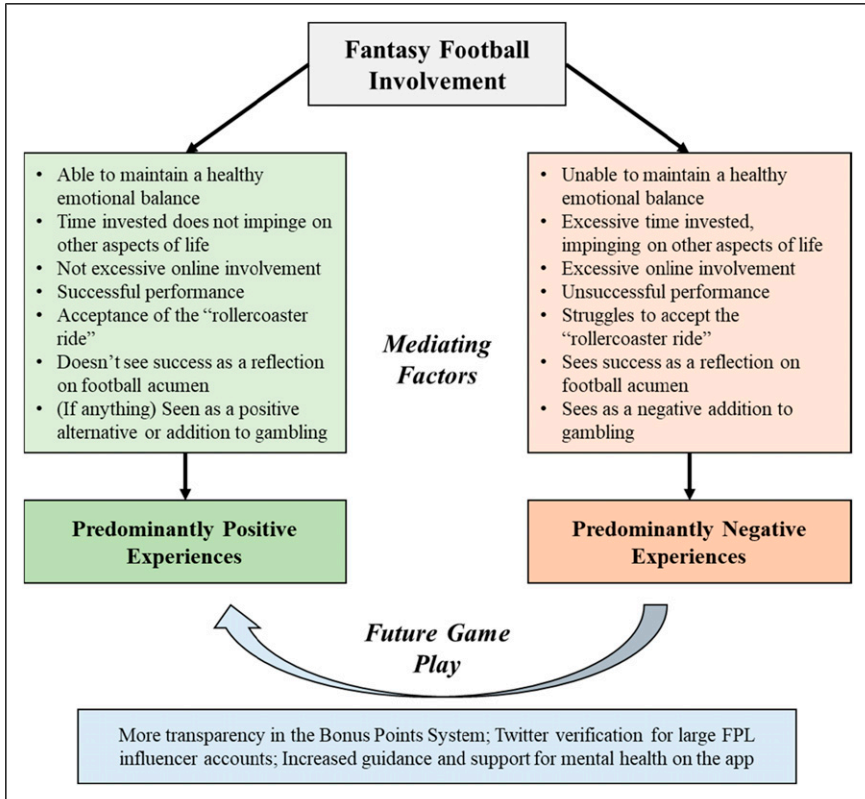 Fantasy Football
Involvement
• Able to maintain a healthy
emotional balance
• Time invested does not impinge on
other aspects of life
• Not excessive online involvement
• Successful performance
• Acceptance of the “rollercoaster
ride”
• Doesn’t see success as a reflection
on football acumen
• (If anything) Seen as a positive
alternative or addition to gambling
Mediating
Factors
• Unable to maintain a healthy
emotional balance
• Excessive time invested,
impinging on other aspects of life
• Excessive online involvement
• Unsuccessful performance
• Struggles to accept the
“rollercoaster ride”
• Sees success as a reflection on
football acumen
• Sees as a negative addition to
gambling
Predominantly Positive
Experiences
Predominantly Negative
Experiences
Future Game
Play
More transparency in the Bonus Points System; Twitter verification for large FPL
influencer accounts; Increased guidance and support for mental health on the app